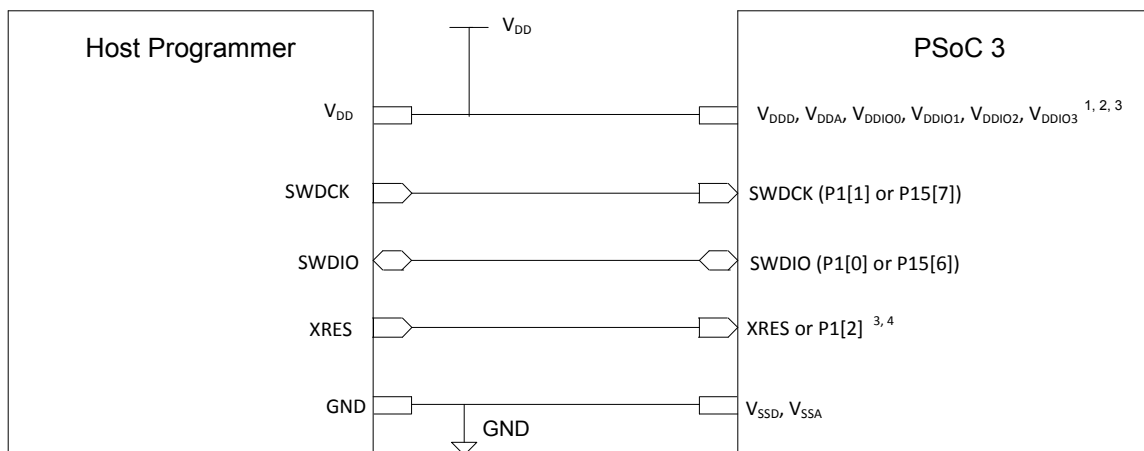 V_DD
Host Programmer
PSoC 3
V_DD
V_DDD, V_DDA, V_DDIO0, V_DDIO1, V_DDIO2, V_DDIO3 1, 2, 3
SWDCK
SWDCK (P1[1] or P15[7])
SWDIO
SWDIO (P1[0] or P15[6])
XRES
XRES or P1[2] 3, 4
GND
V_SSD, V_SSA
GND